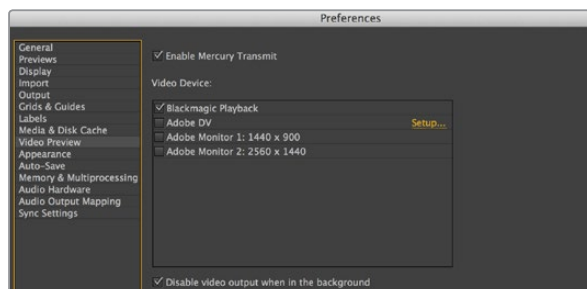 Preferences
General
Previews
Display
Import
Output
Grids & Guides
Labels
Media & Disk Cache
Video Preview
Appearance
Auto-Save
Memory & Multiprocessing
Audio Hardware
Audio Output Mapping
Sync Settings
Enable Mercury Transmit
Video Device:
Blackmagic Playback
Adobe DV Setup...
Adobe Monitor 1: 1440 x 900
Adobe Monitor 2: 2560 x 1440
Disable video output when in the background